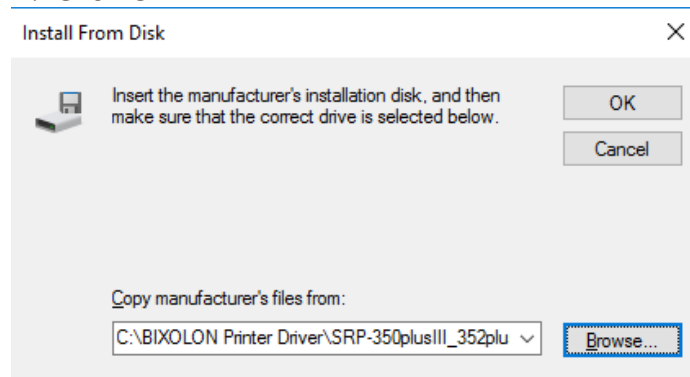 Install From Disk
Insert the manufacturer's installation disk, and then
make sure that the correct drive is selected below.
OK
Cancel
Copy manufacturer's files from:
C:\BIXOLON Printer Driver\SRP-350plusIII_352plu
Browse...